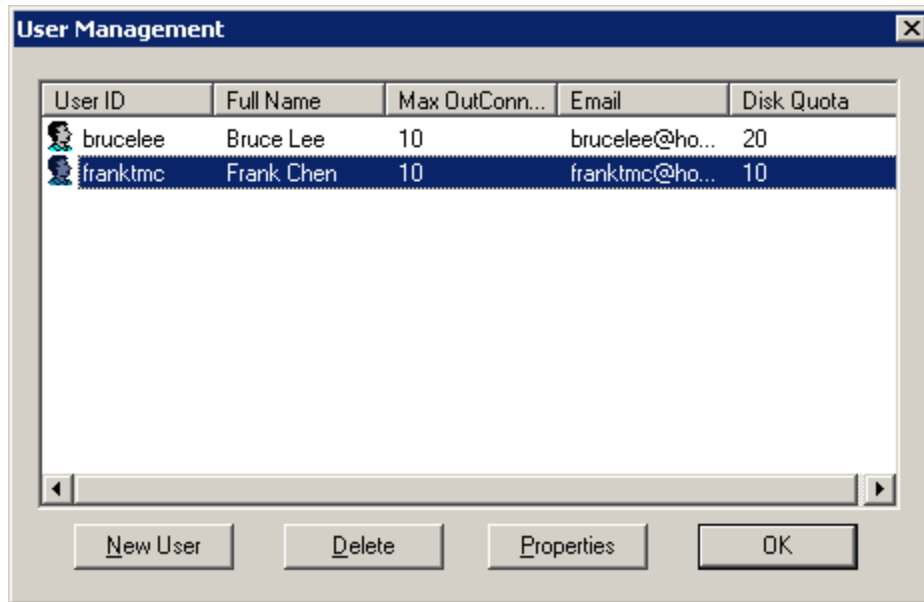 User Management
User ID Full Name Max OutConn... Email Disk Quota
brucelee Bruce Lee 10 brucelee@ho... 20
franktmc Frank Chen 10 franktmc@ho... 10
New User Delete Properties OK